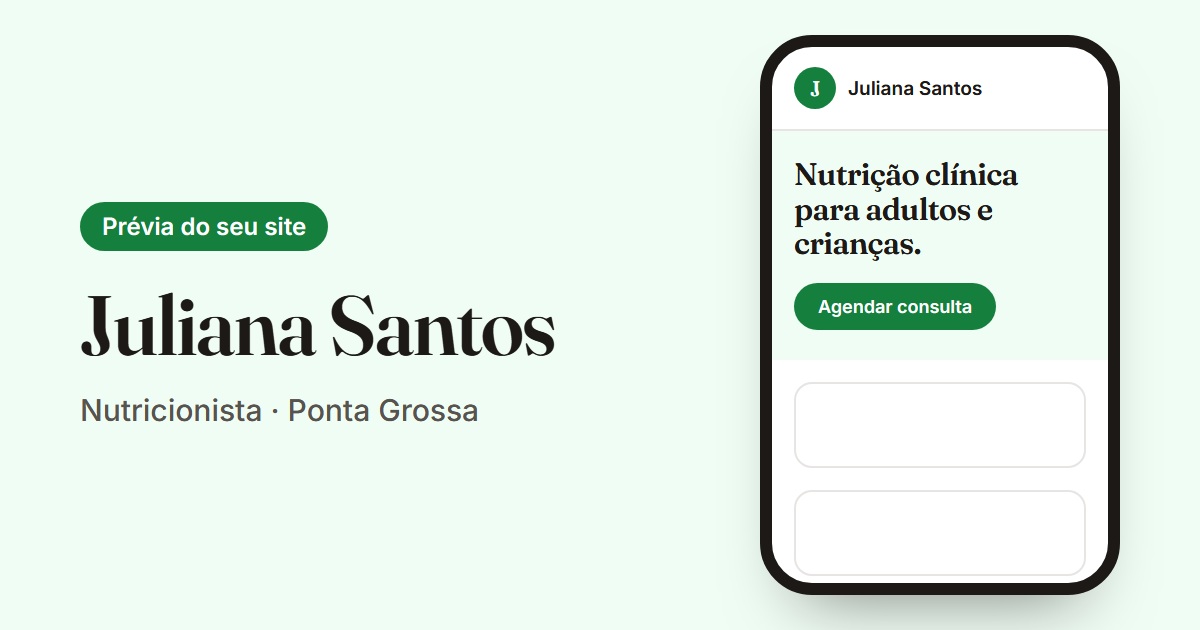 Prévia do seu site
Juliana Santos
Nutricionista · Ponta Grossa
J
Juliana Santos
Nutrição clínica
para adultos e
crianças.
Agendar consulta